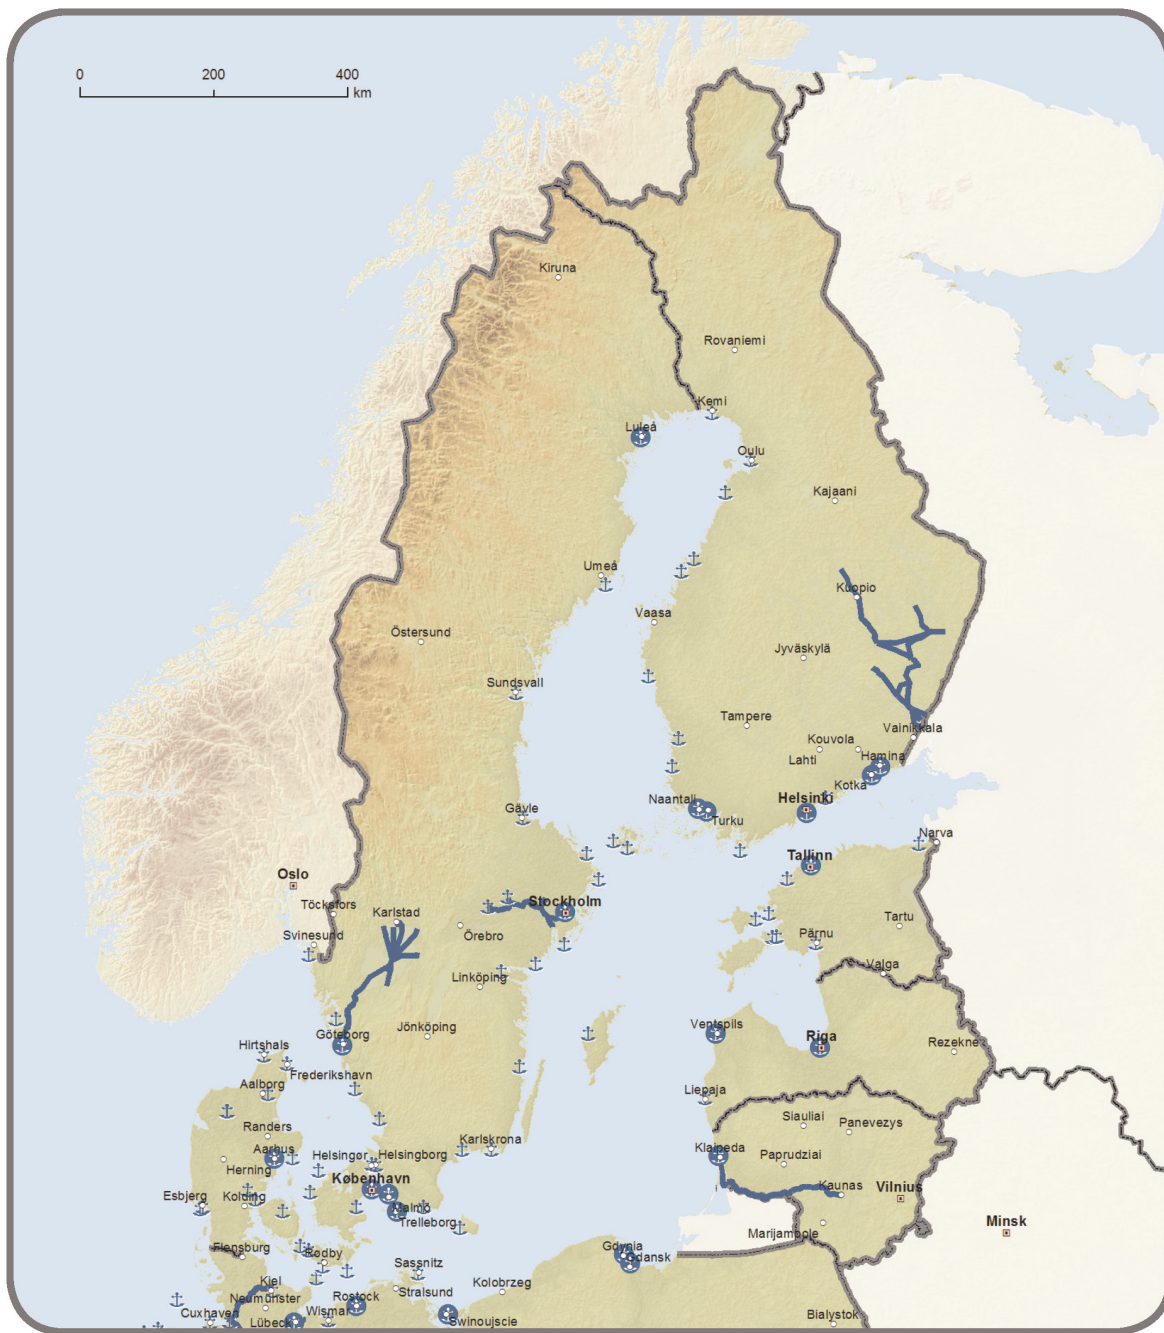 0 200 400
km
Kiruna
Rovaniemi
Kemi
Luleå
Oulu
Kajaani
Umeå
Kuopio
Vaasa
Östersund
Jyväskylä
Sundsvall
Tampere
Vainikkala
Kouvola
Lahti
Hamina
Kotka
Naantali
Helsinki
Gävle
Turku
Narva
Tallinn
Oslo
Töcksfors
Karlstad
Stockholm
Örebro
Tartu
Svinesund
Pärnu
Valga
Linköping
Göteborg
Jönköping
Ventspils
Riga
Rezekne
Hirtshals
Frederikshavn
Aalborg
Liepaja
Siauliai
Panevezys
Randers
Aarhus
Helsingør
Helsingborg
Karlskrona
Klaipeda
Paprudziai
Herning
København
Kaunas
Vilnius
Esbjerg
Kolding
Malmö
Trelleborg
Marijampole
Minsk
Flensburg
Rødby
Gdynia
Gdansk
Sassnitz
Kiel
Stralsund
Kolobrzeg
Neumünster
Rostock
Cuxhaven
Wismar
Lübeck
Swinoujscie
Bialystok